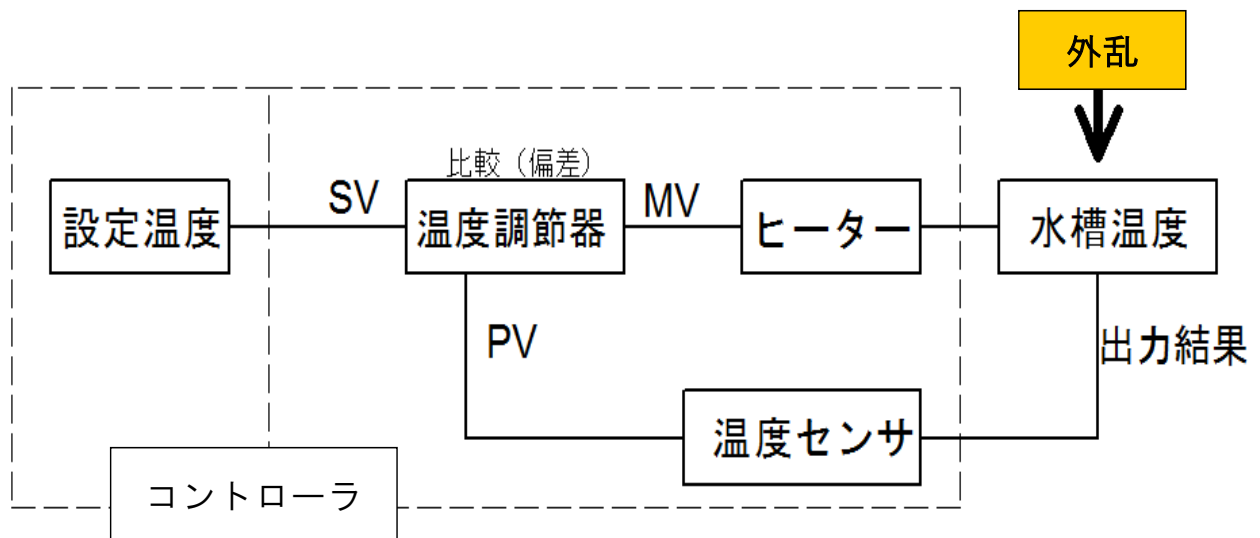 外乱
比較（偏差）
設定温度
SV
温度調節器
MV
ヒーター
水槽温度
PV
出力結果
温度センサ
コントローラ